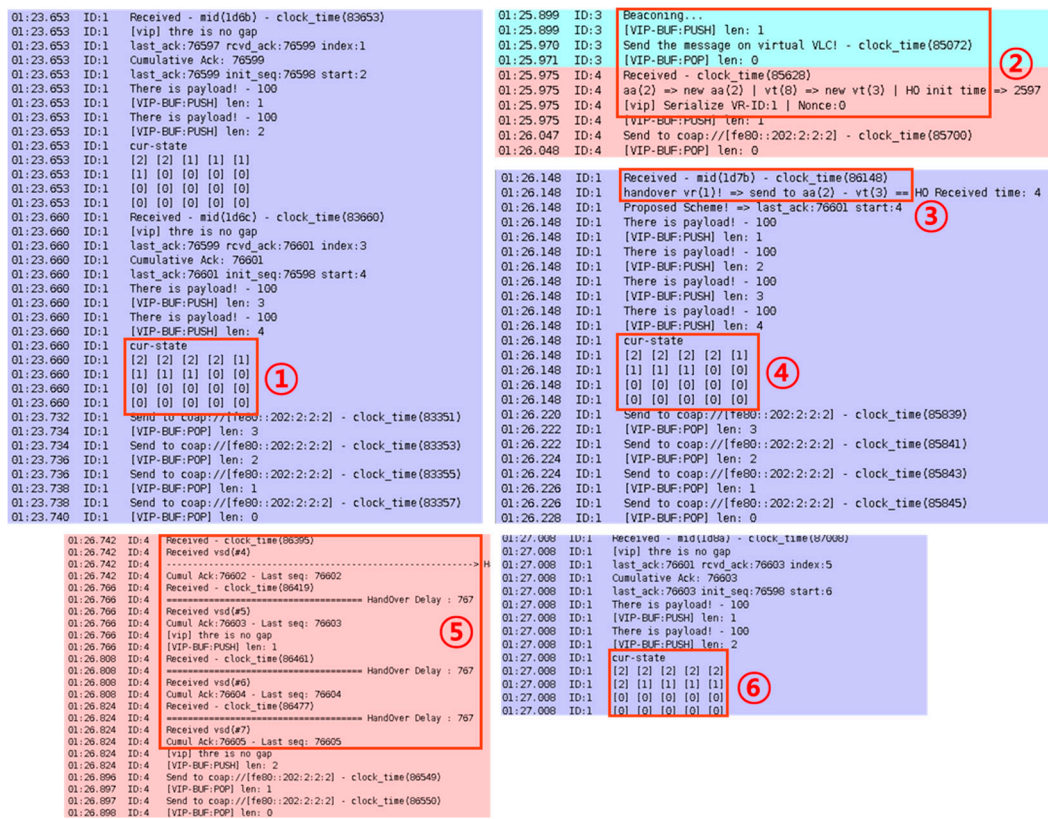 01:23.653 ID:1 Received - mid(1d6b) - clock_time(83653)
01:23.653 ID:1 [vip] thre is no gap
01:23.653 ID:1 last_ack:76597 rcvd_ack:76599 index:1
01:23.653 ID:1 Cumulative Ack: 76599
01:23.653 ID:1 last_ack:76599 init_seq:76598 start:2
01:23.653 ID:1 There is payload! - 100
01:23.653 ID:1 [VIP-BUF:PUSH] len: 1
01:23.653 ID:1 There is payload! - 100
01:23.653 ID:1 [VIP-BUF:PUSH] len: 2
01:23.653 ID:1 cur-state
01:23.653 ID:1 [2] [2] [1] [1] [1]
01:23.653 ID:1 [1] [0] [0] [0] [0]
01:23.653 ID:1 [0] [0] [0] [0] [0]
01:23.653 ID:1 [0] [0] [0] [0] [0]
01:23.660 ID:1 Received - mid(1d6c) - clock_time(83660)
01:23.660 ID:1 [vip] thre is no gap
01:23.660 ID:1 last_ack:76599 rcvd_ack:76601 index:3
01:23.660 ID:1 Cumulative Ack: 76601
01:23.660 ID:1 last_ack:76601 init_seq:76598 start:4
01:23.660 ID:1 There is payload! - 100
01:23.660 ID:1 [VIP-BUF:PUSH] len: 3
01:23.660 ID:1 There is payload! - 100
01:23.660 ID:1 [VIP-BUF:PUSH] len: 4
01:23.660 ID:1 cur-state
01:23.660 ID:1 [2] [2] [2] [2] [1]
01:23.660 ID:1 [1] [1] [1] [0] [0]
01:23.660 ID:1 [0] [0] [0] [0] [0]
01:23.660 ID:1 [0] [0] [0] [0] [0]
①
01:23.732 ID:1 Send to coap://[fe80::202:2:2:2] - clock_time(83351)
01:23.734 ID:1 [VIP-BUF:POP] len: 3
01:23.734 ID:1 Send to coap://[fe80::202:2:2:2] - clock_time(83353)
01:23.736 ID:1 [VIP-BUF:POP] len: 2
01:23.736 ID:1 Send to coap://[fe80::202:2:2:2] - clock_time(83355)
01:23.738 ID:1 [VIP-BUF:POP] len: 1
01:23.738 ID:1 Send to coap://[fe80::202:2:2:2] - clock_time(83357)
01:23.740 ID:1 [VIP-BUF:POP] len: 0
01:25.899 ID:3 Beaconing...
01:25.899 ID:3 [VIP-BUF:PUSH] len: 1
01:25.970 ID:3 Send the message on virtual VLC! - clock_time(85072)
01:25.971 ID:3 [VIP-BUF:POP] len: 0
②
01:25.975 ID:4 Received - clock_time(85628)
01:25.975 ID:4 aa(2) => new aa(2) | vt(8) => new vt(3) | HO init time => 2597
01:25.975 ID:4 [vip] Serialize VR-ID:1 | Nonce:0
01:25.975 ID:4 [VIP-BUF:PUSH] len: 1
01:26.047 ID:4 Send to coap://[fe80::202:2:2:2] - clock_time(85700)
01:26.048 ID:4 [VIP-BUF:POP] len: 0
01:26.148 ID:1 Received - mid(1d7b) - clock_time(86148)
01:26.148 ID:1 handover vr(1)! => send to aa(2) - vt(3) == HO Received time: 4
01:26.148 ID:1 Proposed Scheme! => last_ack:76601 start:4
③
01:26.148 ID:1 There is payload! - 100
01:26.148 ID:1 [VIP-BUF:PUSH] len: 1
01:26.148 ID:1 There is payload! - 100
01:26.148 ID:1 [VIP-BUF:PUSH] len: 2
01:26.148 ID:1 There is payload! - 100
01:26.148 ID:1 [VIP-BUF:PUSH] len: 3
01:26.148 ID:1 There is payload! - 100
01:26.148 ID:1 [VIP-BUF:PUSH] len: 4
01:26.148 ID:1 cur-state
01:26.148 ID:1 [2] [2] [2] [2] [1]
01:26.148 ID:1 [1] [1] [1] [0] [0]
01:26.148 ID:1 [0] [0] [0] [0] [0]
01:26.148 ID:1 [0] [0] [0] [0] [0]
④
01:26.220 ID:1 Send to coap://[fe80::202:2:2:2] - clock_time(85839)
01:26.222 ID:1 [VIP-BUF:POP] len: 3
01:26.222 ID:1 Send to coap://[fe80::202:2:2:2] - clock_time(85841)
01:26.224 ID:1 [VIP-BUF:POP] len: 2
01:26.224 ID:1 Send to coap://[fe80::202:2:2:2] - clock_time(85843)
01:26.226 ID:1 [VIP-BUF:POP] len: 1
01:26.226 ID:1 Send to coap://[fe80::202:2:2:2] - clock_time(85845)
01:26.228 ID:1 [VIP-BUF:POP] len: 0
01:26.742 ID:4 Received - clock_time(86395)
01:26.742 ID:4 Received vsd(#4)
01:26.742 ID:4 -----------------------------------------------------------> H
01:26.742 ID:4 Cumul Ack:76602 - Last seq: 76602
01:26.766 ID:4 Received - clock_time(86419)
01:26.766 ID:4 =================================== HandOver Delay : 767
01:26.766 ID:4 Received vsd(#5)
01:26.766 ID:4 Cumul Ack:76603 - Last seq: 76603
01:26.766 ID:4 [vip] thre is no gap
01:26.766 ID:4 [VIP-BUF:PUSH] len: 1
01:26.808 ID:4 Received - clock_time(86461)
01:26.808 ID:4 =================================== HandOver Delay : 767
01:26.808 ID:4 Received vsd(#6)
01:26.808 ID:4 Cumul Ack:76604 - Last seq: 76604
01:26.824 ID:4 Received - clock_time(86477)
01:26.824 ID:4 =================================== HandOver Delay : 767
01:26.824 ID:4 Received vsd(#7)
01:26.824 ID:4 Cumul Ack:76605 - Last seq: 76605
⑤
01:26.824 ID:4 [vip] thre is no gap
01:26.824 ID:4 [VIP-BUF:PUSH] len: 2
01:26.896 ID:4 Send to coap://[fe80::202:2:2:2] - clock_time(86549)
01:26.897 ID:4 [VIP-BUF:POP] len: 1
01:26.897 ID:4 Send to coap://[fe80::202:2:2:2] - clock_time(86550)
01:26.898 ID:4 [VIP-BUF:POP] len: 0
01:27.008 ID:1 Received - mid(1d8a) - clock_time(87008)
01:27.008 ID:1 [vip] thre is no gap
01:27.008 ID:1 last_ack:76601 rcvd_ack:76603 index:5
01:27.008 ID:1 Cumulative Ack: 76603
01:27.008 ID:1 last_ack:76603 init_seq:76598 start:6
01:27.008 ID:1 There is payload! - 100
01:27.008 ID:1 [VIP-BUF:PUSH] len: 1
01:27.008 ID:1 There is payload! - 100
01:27.008 ID:1 [VIP-BUF:PUSH] len: 2
01:27.008 ID:1 cur-state
01:27.008 ID:1 [2] [2] [2] [2] [2]
01:27.008 ID:1 [2] [1] [1] [1] [1]
01:27.008 ID:1 [0] [0] [0] [0] [0]
01:27.008 ID:1 [0] [0] [0] [0] [0]
⑥